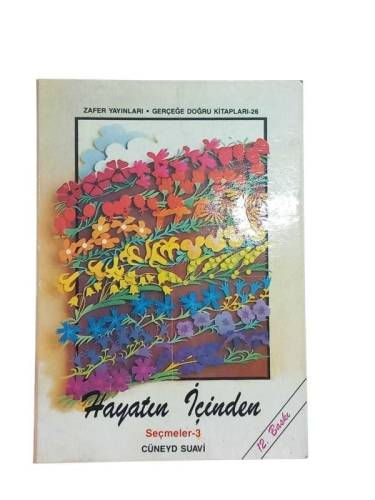 ZAFER YAYINLARI • GERÇEĞE DOĞRU KİTAPLARI-26
Hayatın İçinden
Seçmeler-3
CÜNEYD SUAVİ
12. Baskı